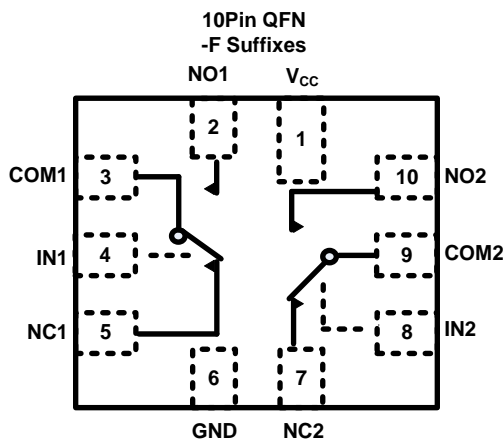 10Pin QFN
-F Suffixes
NO1
VCC
2
1
COM1
3
10
NO2
IN1
4
9
COM2
NC1
5
8
IN2
6
7
GND
NC2